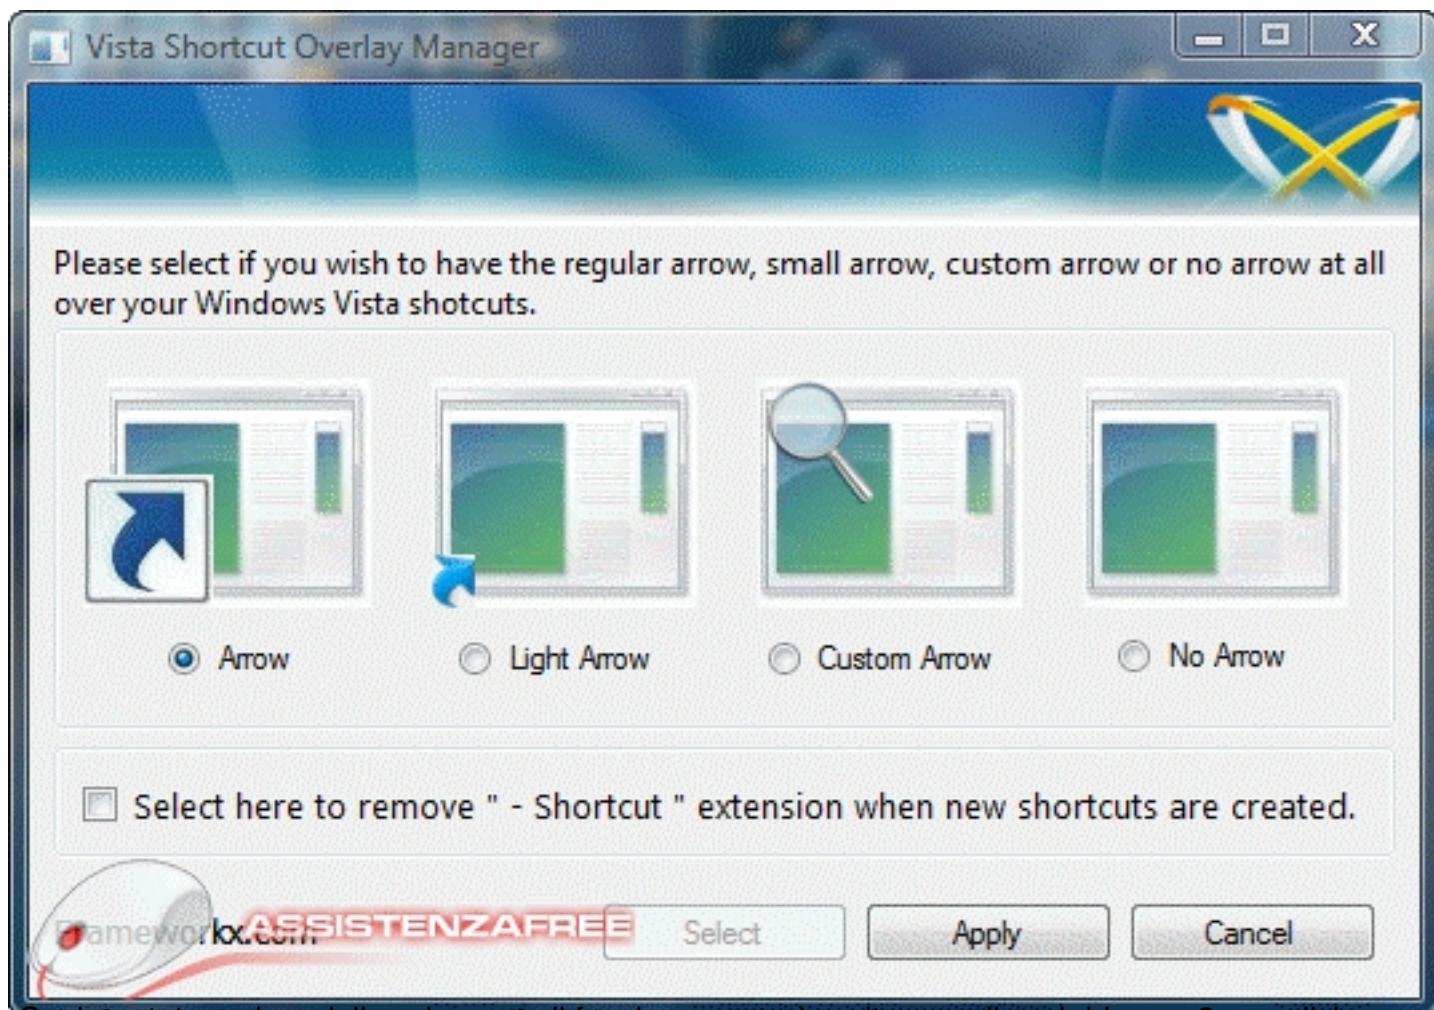 Vista Shortcut Overlay Manager
Please select if you wish to have the regular arrow, small arrow, custom arrow or no arrow at all
over your Windows Vista shotcuts.
Arrow
Light Arrow
Custom Arrow
No Arrow
Select here to remove " - Shortcut " extension when new shortcuts are created.
Frameworkx.com
ASSISTENZAFREE
Select
Apply
Cancel